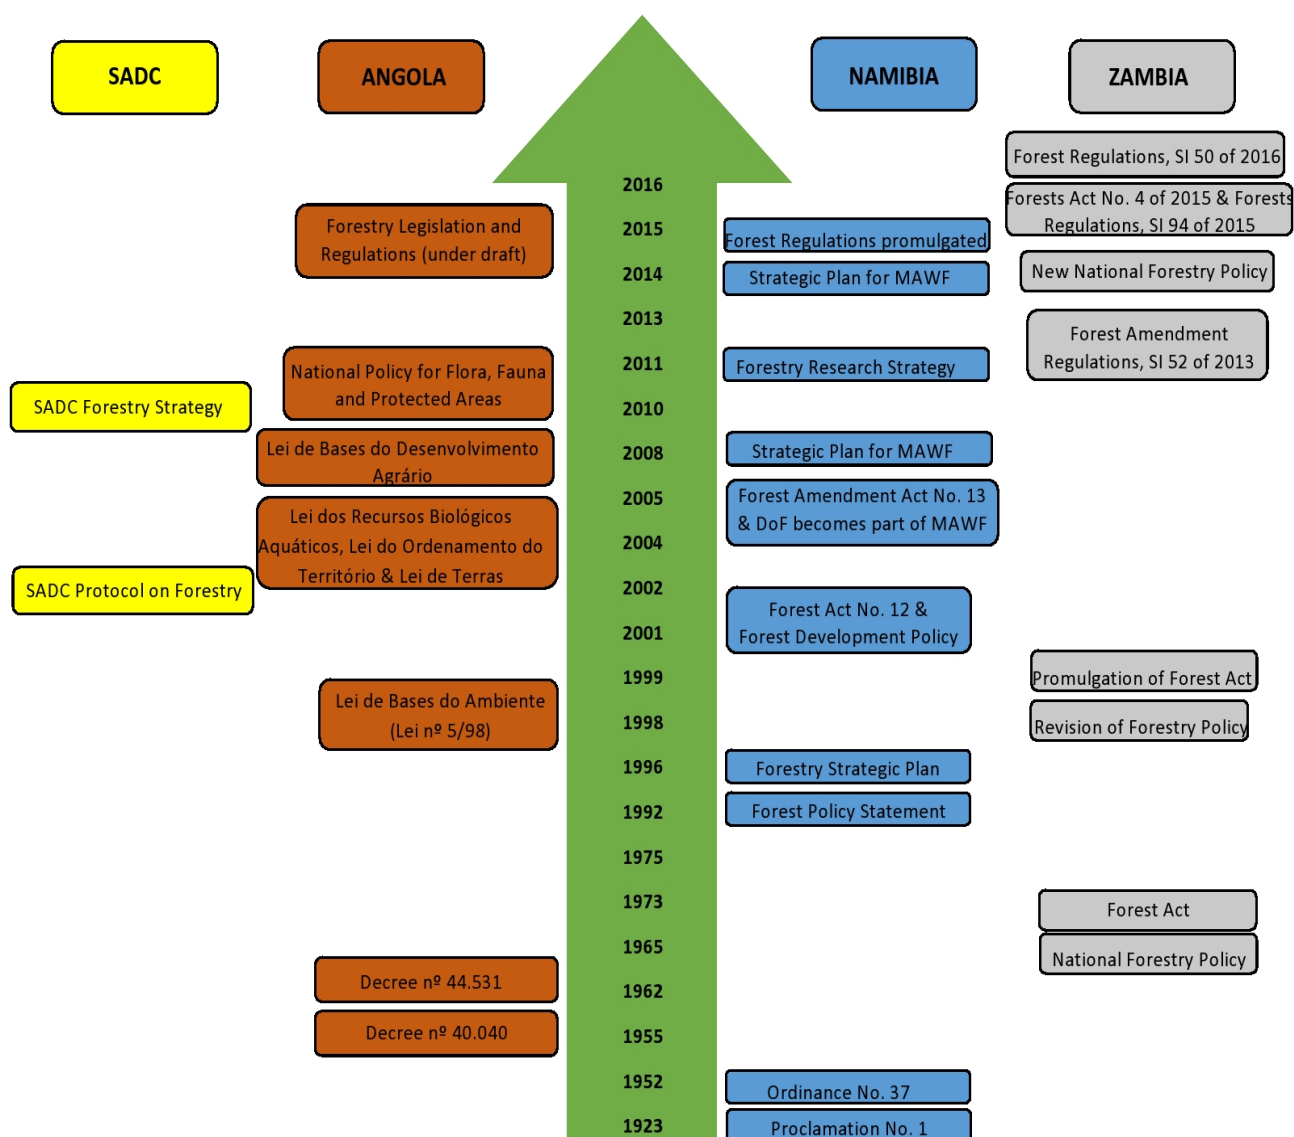 SADC
ANGOLA
NAMIBIA
ZAMBIA
Forest Regulations, SI 50 of 2016
2016
Forests Act No. 4 of 2015 & Forests
Regulations, SI 94 of 2015
Forestry Legislation and
Regulations (under draft)
2015
Forest Regulations promulgated
2014
Strategic Plan for MAWF
New National Forestry Policy
2013
Forest Amendment
Regulations, SI 52 of 2013
National Policy for Flora, Fauna
and Protected Areas
2011
Forestry Research Strategy
SADC Forestry Strategy
2010
Lei de Bases do Desenvolvimento
Agrário
2008
Strategic Plan for MAWF
2005
Forest Amendment Act No. 13
& DoF becomes part of MAWF
Lei dos Recursos Biológicos
Aquáticos, Lei do Ordenamento do
Território & Lei de Terras
2004
SADC Protocol on Forestry
2002
Forest Act No. 12 &
Forest Development Policy
2001
1999
Promulgation of Forest Act
Lei de Bases do Ambiente
(Lei nº 5/98)
1998
Revision of Forestry Policy
1996
Forestry Strategic Plan
1992
Forest Policy Statement
1975
1973
Forest Act
1965
National Forestry Policy
Decree nº 44.531
1962
Decree nº 40.040
1955
1952
Ordinance No. 37
1923
Proclamation No. 1